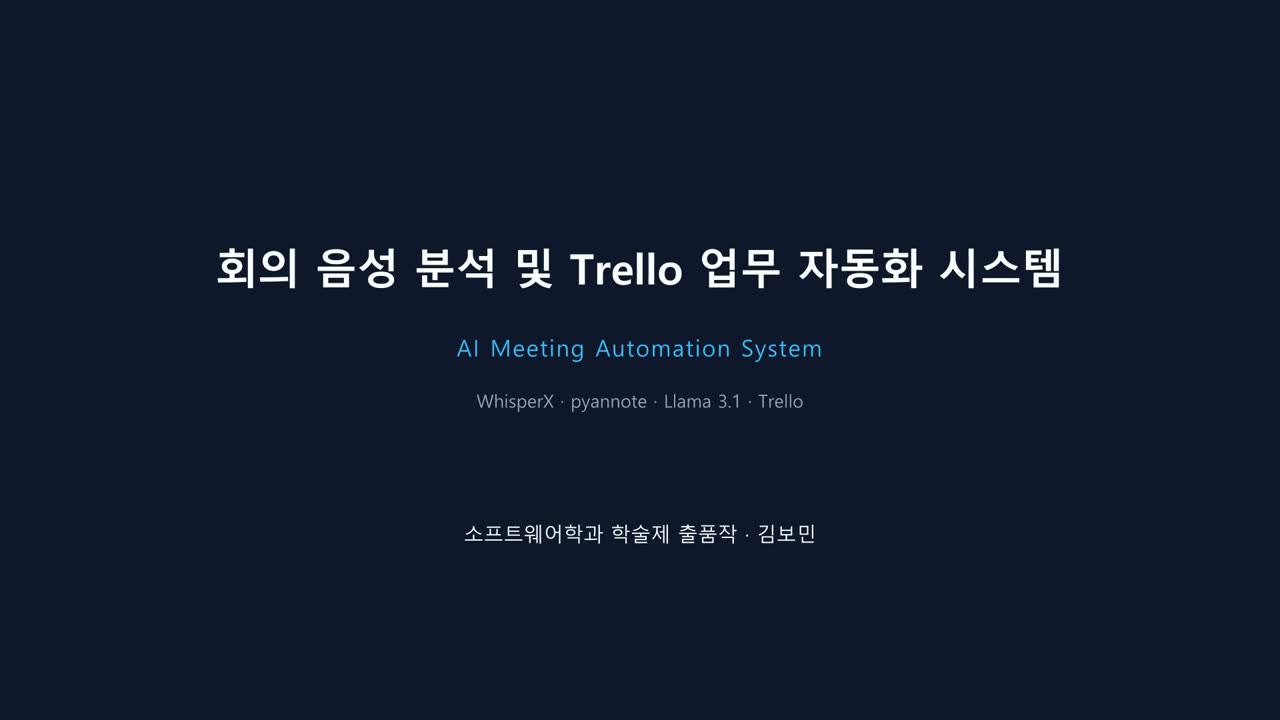 회의 음성 분석 및 Trello 업무 자동화 시스템
AI Meeting Automation System
WhisperX · pyannote · Llama 3.1 · Trello
소프트웨어학과 학술제 출품작 · 김보민